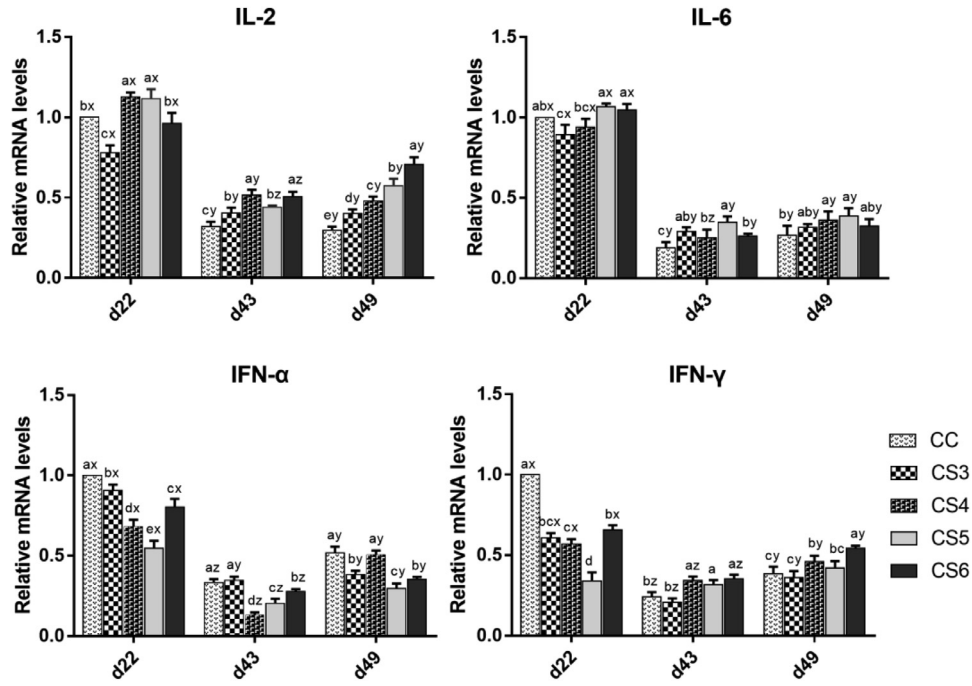 IL-2
Relative mRNA levels
1.5
1.0
0.5
0.0
bx cx ax ax bx
cy by ay bz az
ey dy cy by ay
d22 d43 d49
IL-6
Relative mRNA levels
1.5
1.0
0.5
0.0
abx cx bcx ax ax
cy aby bz ay by
by aby ay ay aby
d22 d43 d49
IFN-α
Relative mRNA levels
1.5
1.0
0.5
0.0
ax bx dx ex cx
az ay dz cz bz
ay by ay cy by
d22 d43 d49
IFN-γ
Relative mRNA levels
1.5
1.0
0.5
0.0
ax bcx cx d bx
bz bz az a az
cy cy by bc ay
d22 d43 d49
CC
CS3
CS4
CS5
CS6